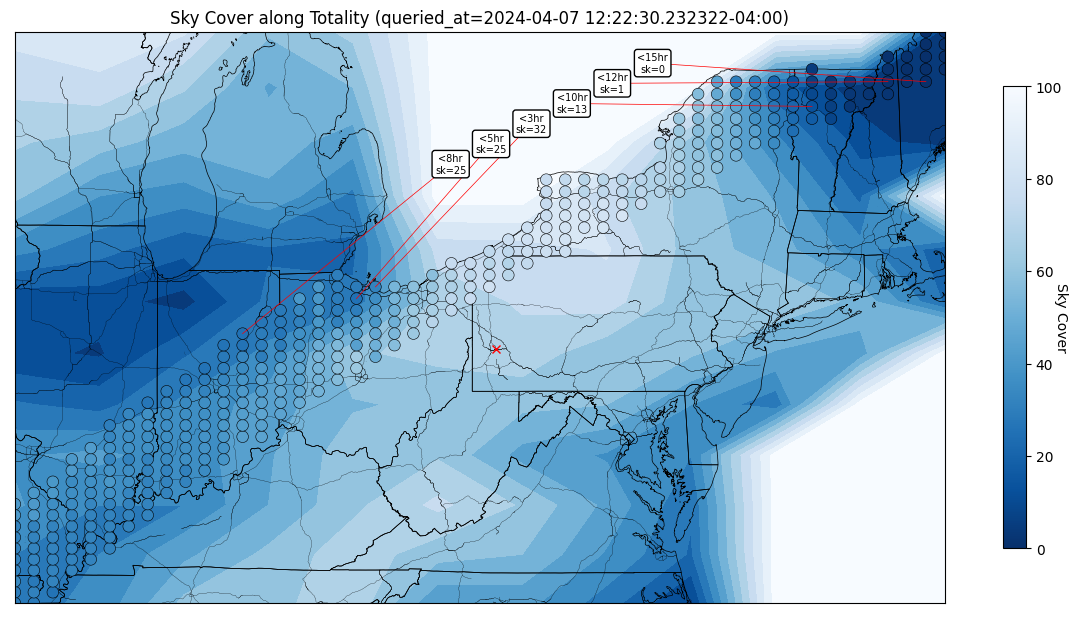 Sky Cover along Totality (queried_at=2024-04-07 12:22:30.232322-04:00)
<15hr
sk=0
<12hr
sk=1
<10hr
sk=13
<3hr
sk=32
<5hr
sk=25
<8hr
sk=25
100
80
60
40
20
0
Sky Cover